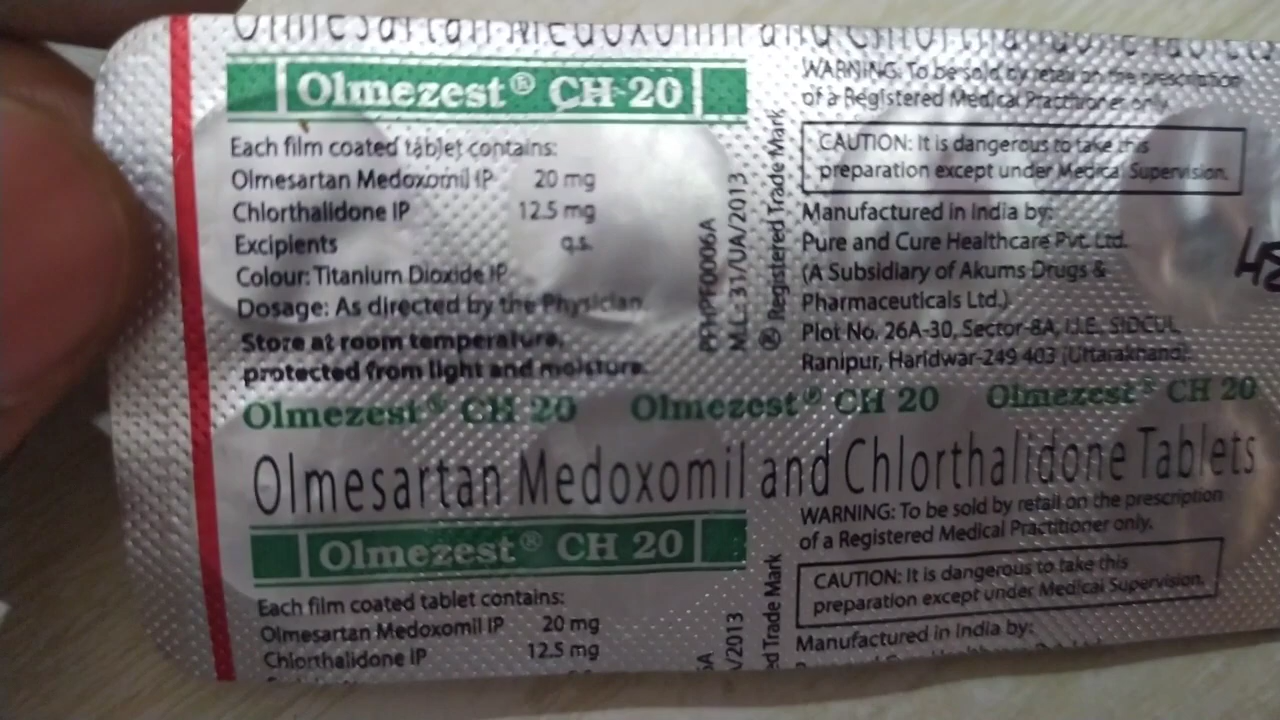 Olmesartan Medoxomil and Chlorthalidone Tablets
Olmezest® CH 20
Each film coated tablet contains:
Olmesartan Medoxomil IP 20 mg
Chlorthalidone IP 12.5 mg
Excipients q.s.
Colour: Titanium Dioxide IP
Dosage: As directed by the Physician.
Store at room temperature,
protected from light and moisture.
PFHPF0006A
M.L.: 31/UA/2013
® Registered Trade Mark
WARNING: To be sold by retail on the prescription
of a Registered Medical Practitioner only.
CAUTION: It is dangerous to take this
preparation except under Medical Supervision.
Manufactured in India by:
Pure and Cure Healthcare Pvt. Ltd.
(A Subsidiary of Akums Drugs &
Pharmaceuticals Ltd.)
Plot No. 26A-30, Sector-8A, I.I.E. SIDCUL,
Ranipur, Haridwar-249 403 (Uttarakhand).
Olmezest® CH 20 Olmezest® CH 20 Olmezest® CH 20
Olmesartan Medoxomil and Chlorthalidone Tablets
Olmezest® CH 20
Each film coated tablet contains:
Olmesartan Medoxomil IP 20 mg
Chlorthalidone IP 12.5 mg
6A
/2013
ed Trade Mark
WARNING: To be sold by retail on the prescription
of a Registered Medical Practitioner only.
CAUTION: It is dangerous to take this
preparation except under Medical Supervision.
Manufactured in India by: